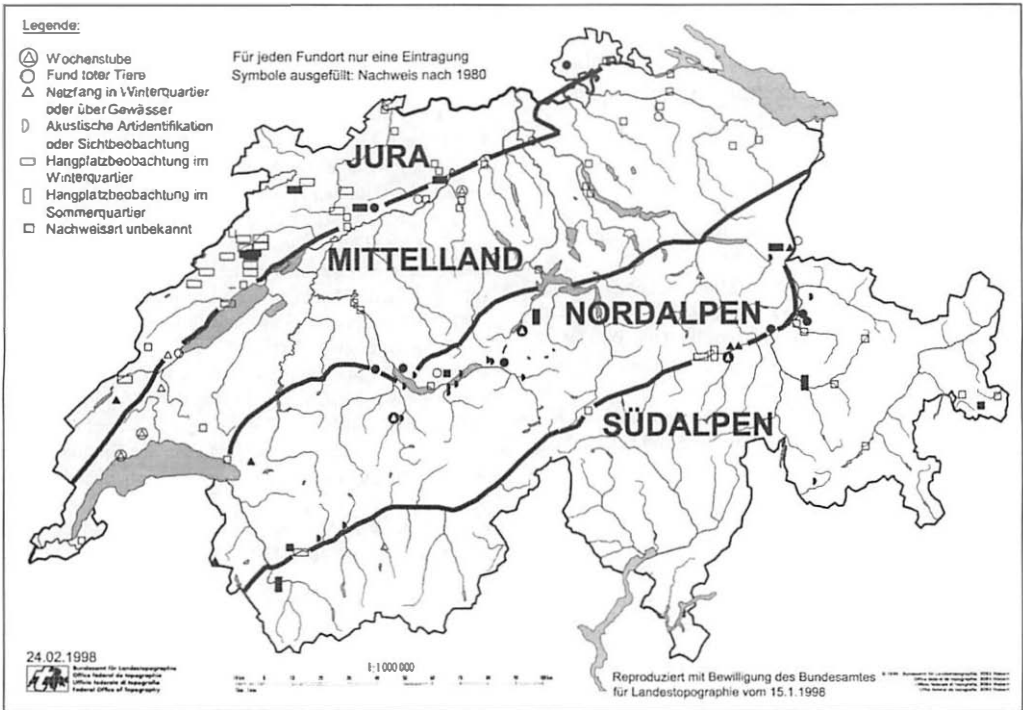 Legende:
Wochenstube
Fund toter Tiere
Netzfang in Winterquartier
oder über Gewässer
Akustische Artidentifikation
oder Sichtbeobachtung
Hangplatzbeobachtung im
Winterquartier
Hangplatzbeobachtung im
Sommerquartier
Nachweisart unbekannt
Für jeden Fundort nur eine Eintragung
Symbole ausgefüllt: Nachweis nach 1980
JURA
MITTELLAND
NORDALPEN
SÜDALPEN
24.02.1998
Bundesamt für Landestopographie
Office fédéral de topographie
Ufficio federale di topografia
Federal Office of Topography
1:1 000 000
Reproduziert mit Bewilligung des Bundesamtes
für Landestopographie vom 15.1.1998